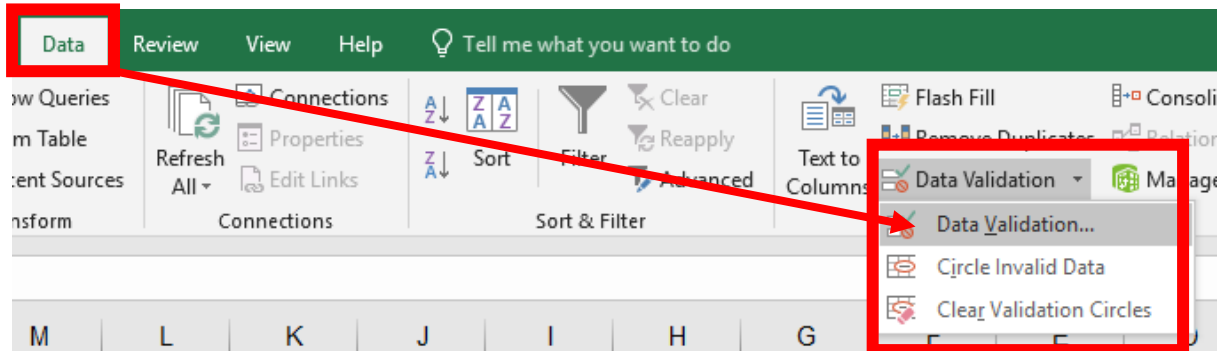 Data Review View Help Tell me what you want to do
ow Queries Connections Clear Flash Fill Consoli
m Table Properties Reapply Remove Duplicates Relation
cent Sources Refresh All Edit Links Sort Filter Advanced Text to Columns Data Validation Manage
nsform Connections Sort & Filter
Data Validation...
Circle Invalid Data
Clear Validation Circles
M L K J I H G F E